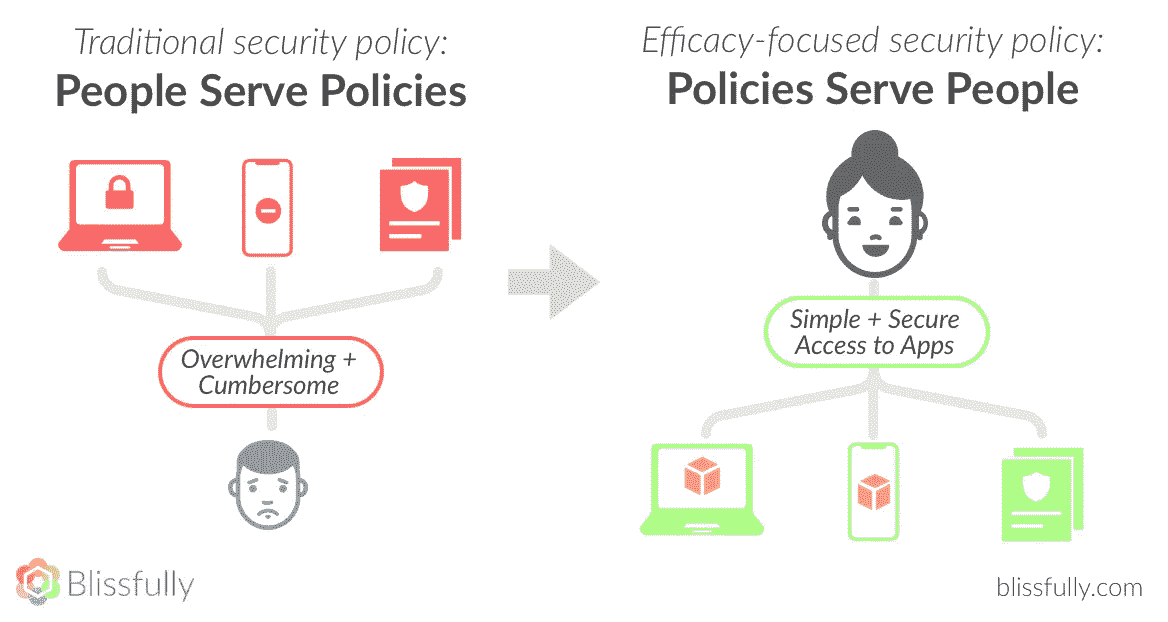 Traditional security policy:
People Serve Policies
Overwhelming +
Cumbersome
Efficacy-focused security policy:
Policies Serve People
Simple + Secure
Access to Apps
Blissfully
blissfully.com